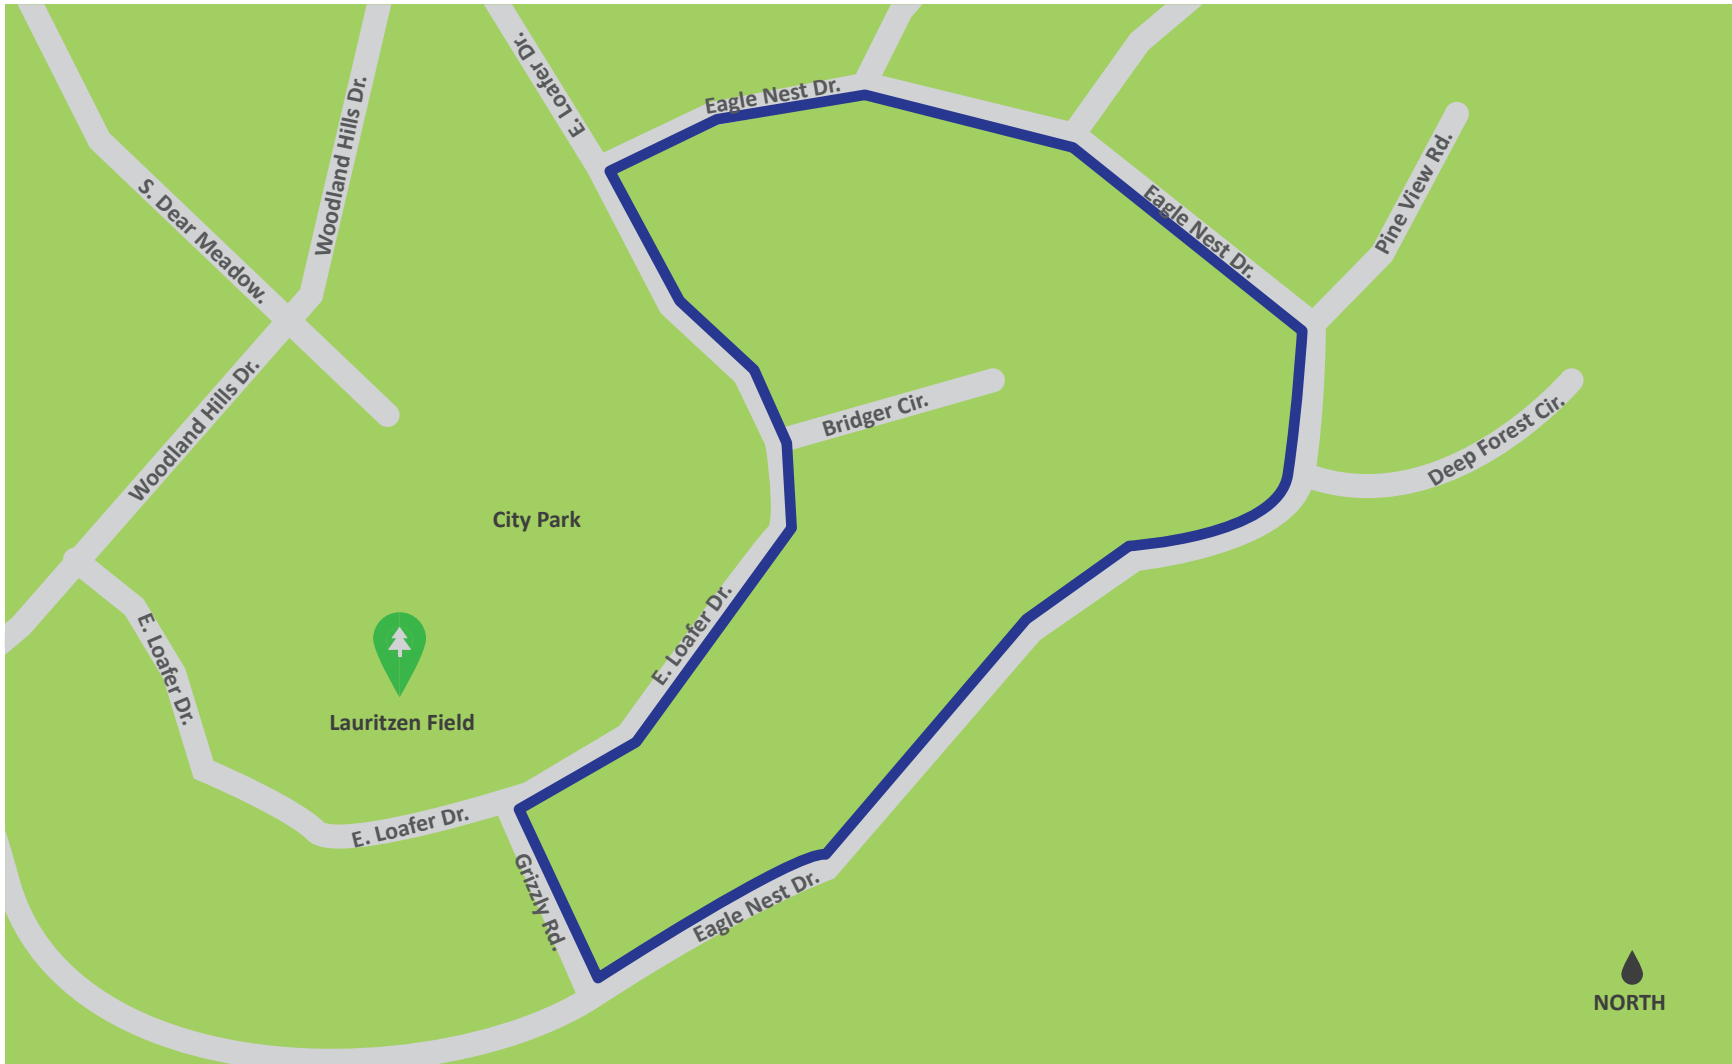 E. Loafer Dr.
Eagle Nest Dr.
Woodland Hills Dr.
S. Dear Meadow.
Eagle Nest Dr.
Pine View Rd.
Woodland Hills Dr.
Bridger Cir.
Deep Forest Cir.
City Park
E. Loafer Dr.
E. Loafer Dr.
Lauritzen Field
E. Loafer Dr.
Grizzly Rd.
Eagle Nest Dr.
NORTH